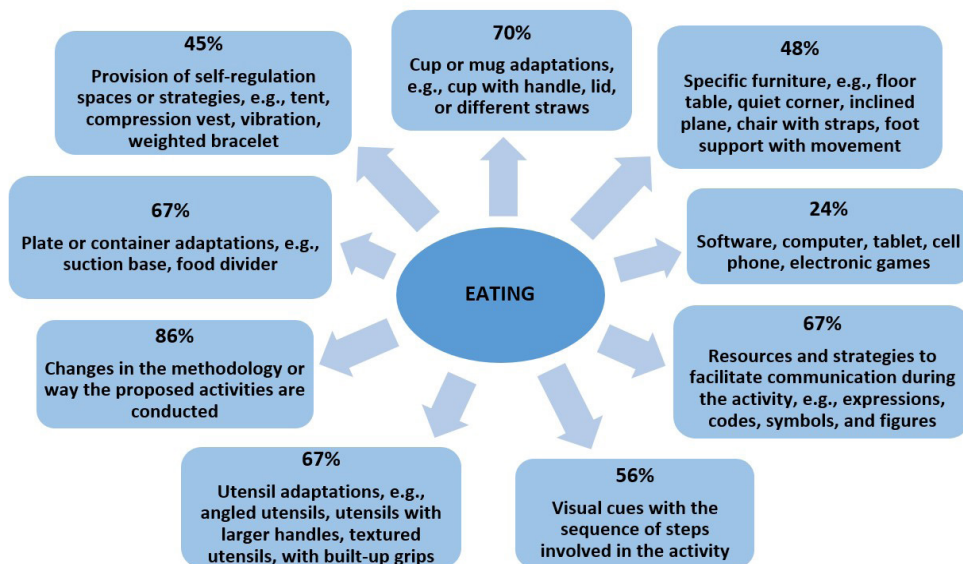 45%
Provision of self-regulation
spaces or strategies, e.g., tent,
compression vest, vibration,
weighted bracelet
70%
Cup or mug adaptations,
e.g., cup with handle, lid,
or different straws
48%
Specific furniture, e.g., floor
table, quiet corner, inclined
plane, chair with straps, foot
support with movement
67%
Plate or container adaptations, e.g.,
suction base, food divider
24%
Software, computer, tablet, cell
phone, electronic games
EATING
86%
Changes in the methodology or
way the proposed activities are
conducted
67%
Resources and strategies to
facilitate communication during
the activity, e.g., expressions,
codes, symbols, and figures
67%
Utensil adaptations, e.g.,
angled utensils, utensils with
larger handles, textured
utensils, with built-up grips
56%
Visual cues with the
sequence of steps
involved in the activity